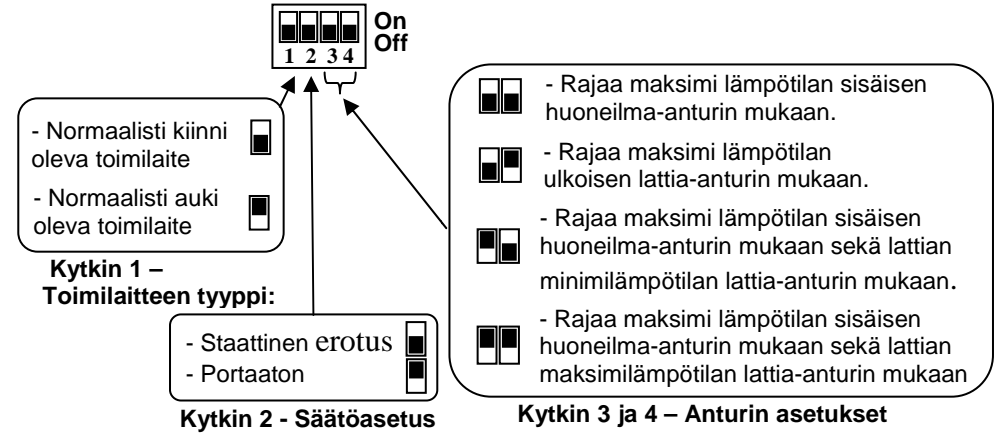 On
Off
1 2 3 4
- Normaalisti kiinni
oleva toimilaite
- Normaalisti auki
oleva toimilaite
Kytkin 1 –
Toimilaitteen tyyppi:
- Staattinen erotus
- Portaaton
Kytkin 2 - Säätöasetus
- Rajaa maksimi lämpötilan sisäisen
huoneilma-anturin mukaan.
- Rajaa maksimi lämpötilan
ulkoisen lattia-anturin mukaan.
- Rajaa maksimi lämpötilan sisäisen
huoneilma-anturin mukaan sekä lattian
minimilämpötilan lattia-anturin mukaan.
- Rajaa maksimi lämpötilan sisäisen
huoneilma-anturin mukaan sekä lattian
maksimilämpötilan lattia-anturin mukaan
Kytkin 3 ja 4 – Anturin asetukset